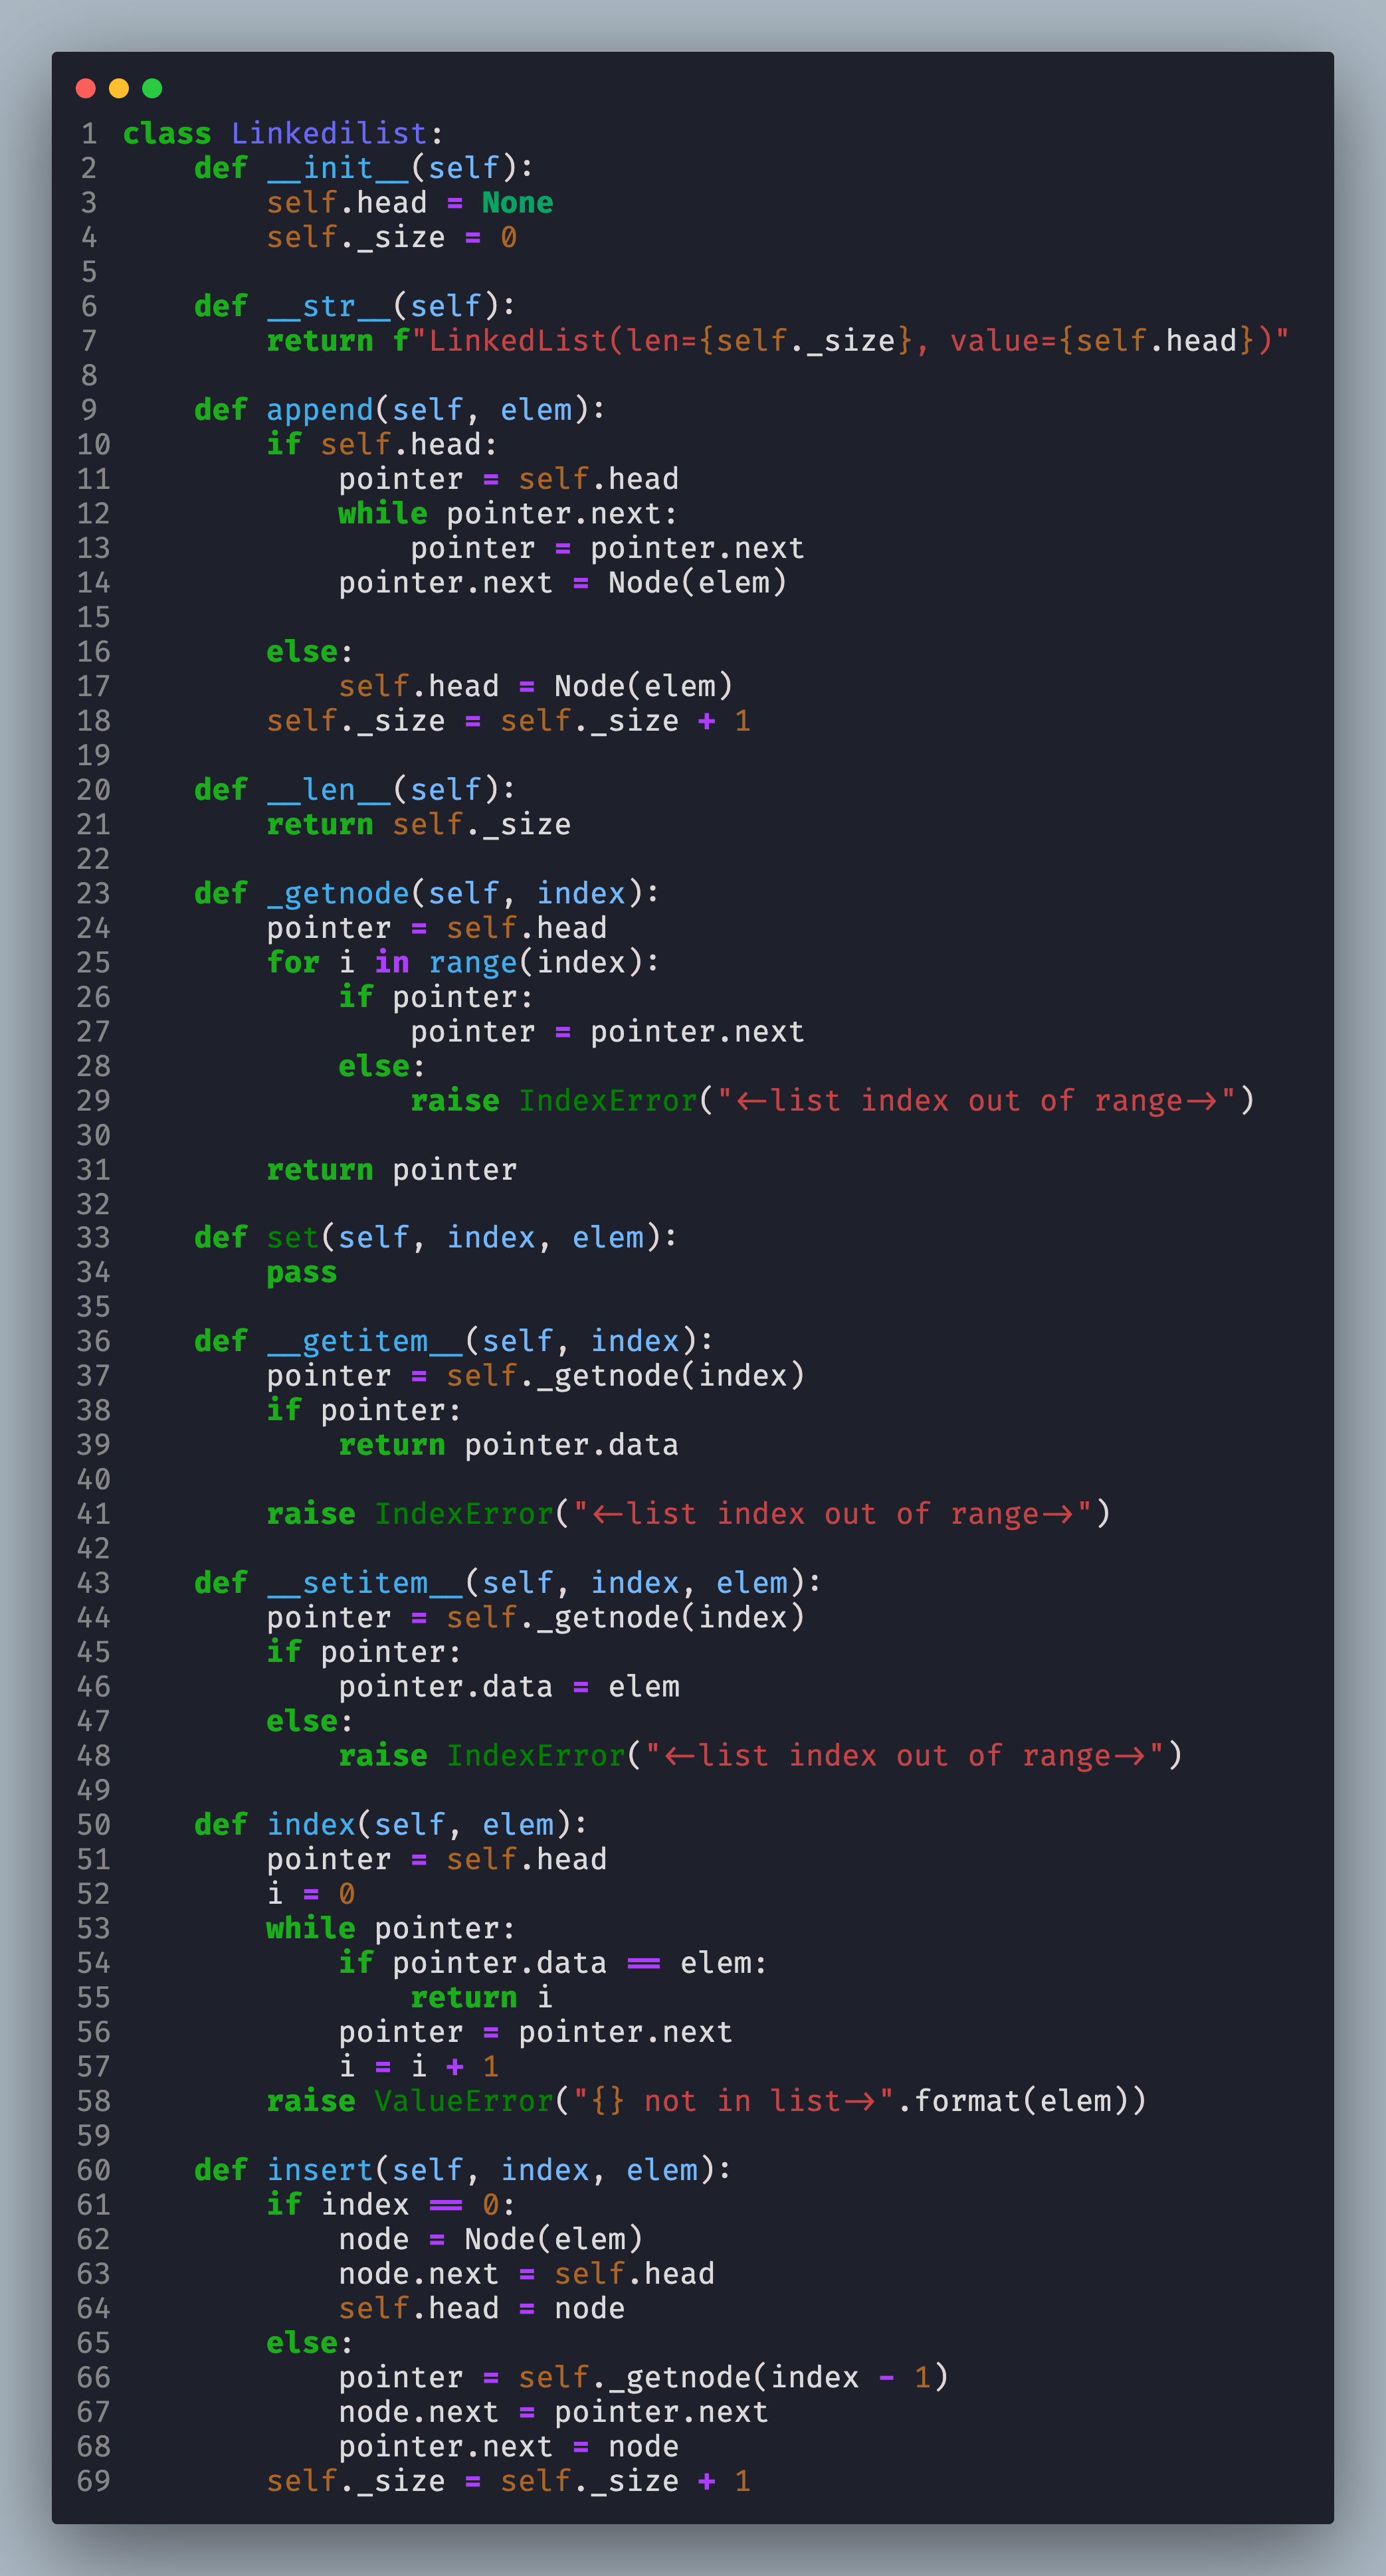 1 class Linkedilist:
2     def __init__(self):
3         self.head = None
4         self._size = 0
5
6     def __str__(self):
7         return f"LinkedList(len={self._size}, value={self.head})"
8
9     def append(self, elem):
10         if self.head:
11             pointer = self.head
12             while pointer.next:
13                 pointer = pointer.next
14             pointer.next = Node(elem)
15
16         else:
17             self.head = Node(elem)
18         self._size = self._size + 1
19
20     def __len__(self):
21         return self._size
22
23     def _getnode(self, index):
24         pointer = self.head
25         for i in range(index):
26             if pointer:
27                 pointer = pointer.next
28             else:
29                 raise IndexError("<-list index out of range->")
30
31         return pointer
32
33     def set(self, index, elem):
34         pass
35
36     def __getitem__(self, index):
37         pointer = self._getnode(index)
38         if pointer:
39             return pointer.data
40
41         raise IndexError("<-list index out of range->")
42
43     def __setitem__(self, index, elem):
44         pointer = self._getnode(index)
45         if pointer:
46             pointer.data = elem
47         else:
48             raise IndexError("<-list index out of range->")
49
50     def index(self, elem):
51         pointer = self.head
52         i = 0
53         while pointer:
54             if pointer.data == elem:
55                 return i
56             pointer = pointer.next
57             i = i + 1
58         raise ValueError("{} not in list->".format(elem))
59
60     def insert(self, index, elem):
61         if index == 0:
62             node = Node(elem)
63             node.next = self.head
64             self.head = node
65         else:
66             pointer = self._getnode(index - 1)
67             node.next = pointer.next
68             pointer.next = node
69         self._size = self._size + 1